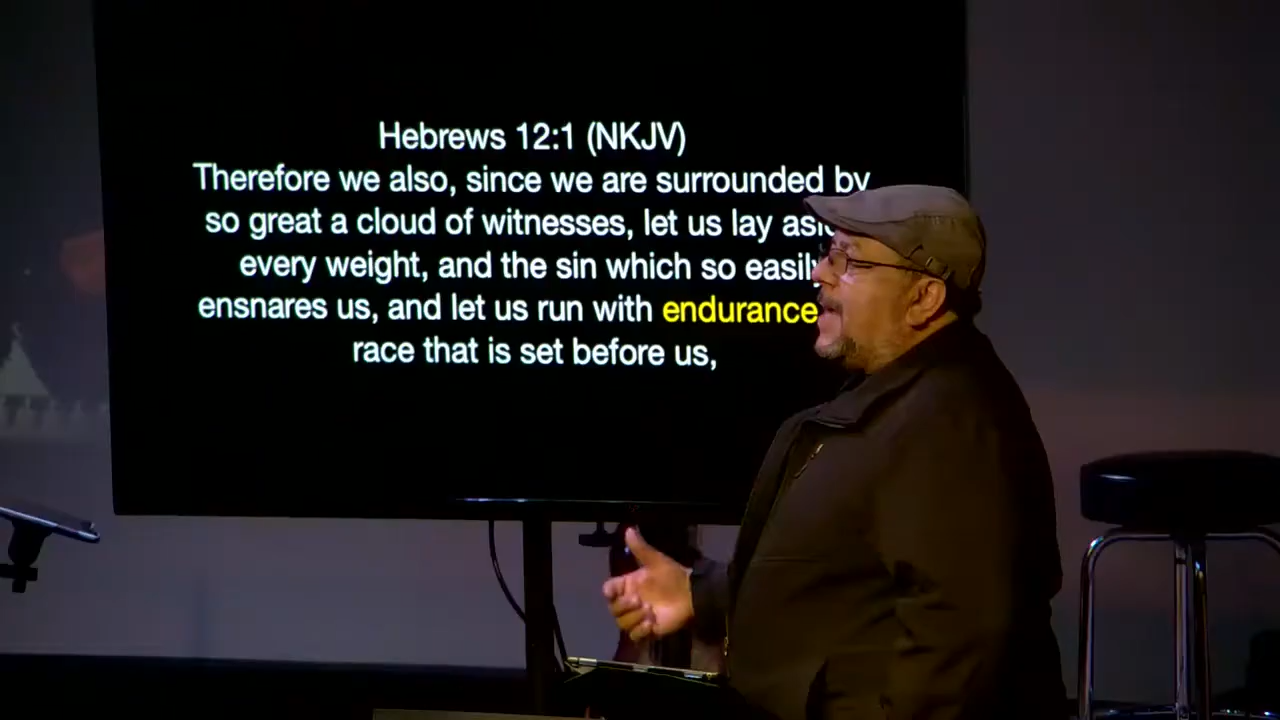 Hebrews 12:1 (NKJV)
Therefore we also, since we are surrounded by
so great a cloud of witnesses, let us lay
every weight, and the sin which so easily
ensnares us, and let us run with endurance
race that is set before us,